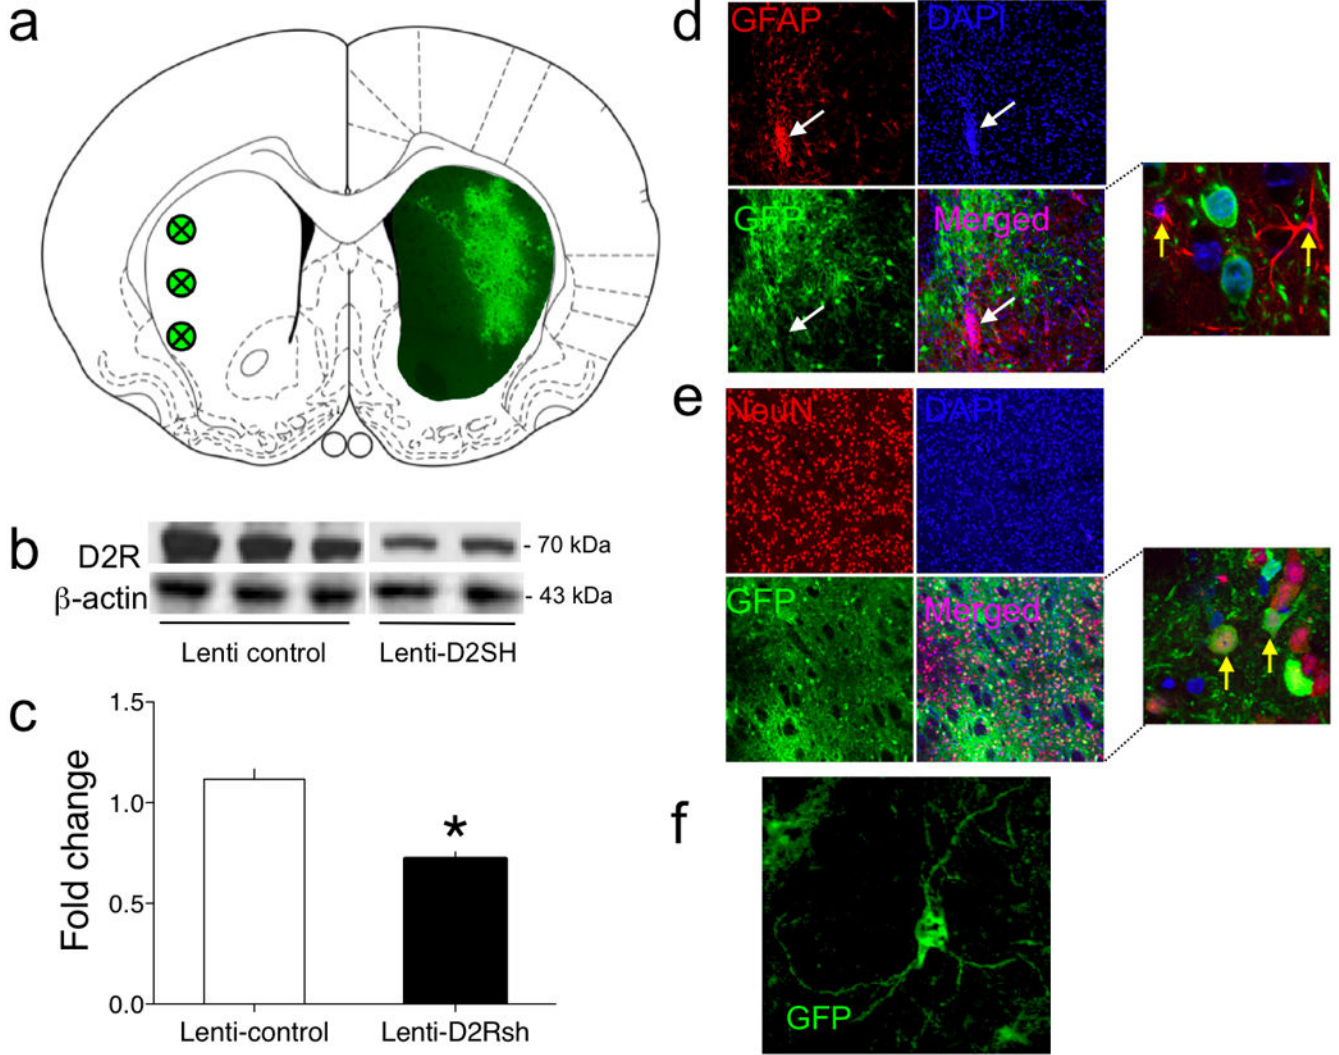 a
b
D2R
β-actin
- 70 kDa
- 43 kDa
Lenti control
Lenti-D2SH
c
Fold change
1.5
1.0
0.5
0.0
*
Lenti-control
Lenti-D2Rsh
d
GFAP
DAPI
GFP
Merged
e
NeuN
DAPI
GFP
Merged
f
GFP